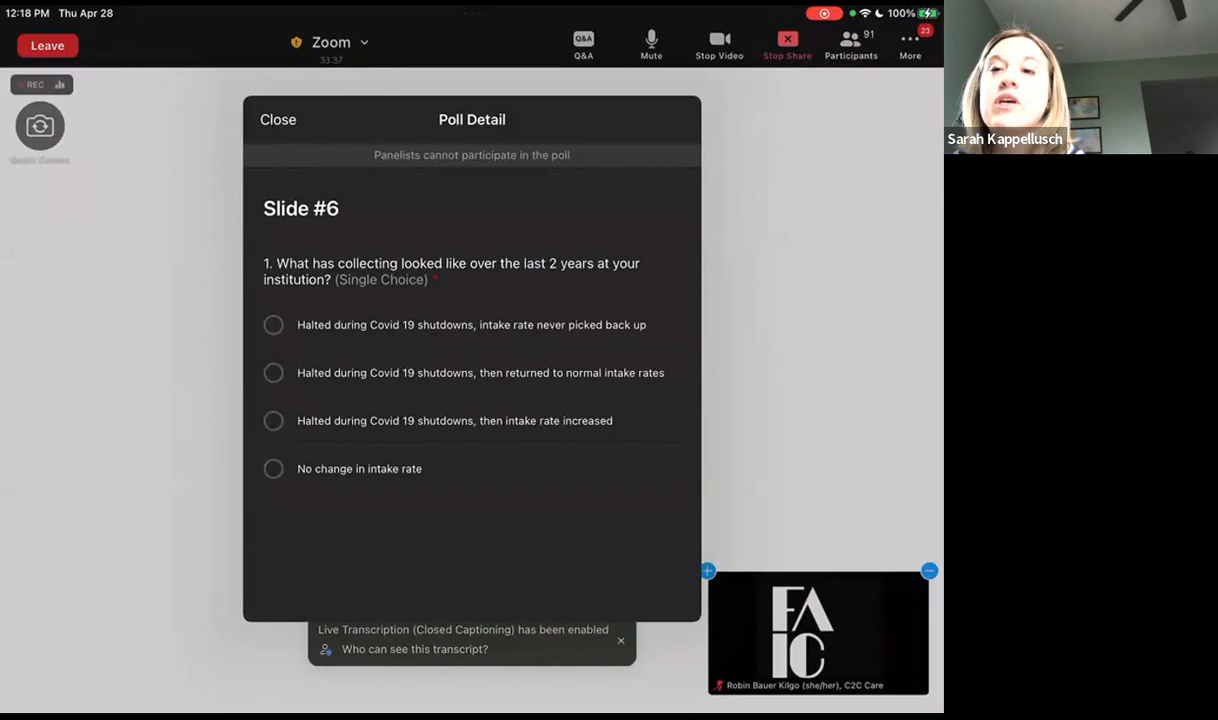 12:18 PM Thu Apr 28
100%
Leave
Zoom
33:37
Q&A
Q&A
Mute
Stop Video
Stop Share
91
Participants
23
More
REC
Switch Camera
Close
Poll Detail
Panelists cannot participate in the poll
Slide #6
1. What has collecting looked like over the last 2 years at your
institution? (Single Choice) *
Halted during Covid 19 shutdowns, intake rate never picked back up
Halted during Covid 19 shutdowns, then returned to normal intake rates
Halted during Covid 19 shutdowns, then intake rate increased
No change in intake rate
Live Transcription (Closed Captioning) has been enabled
Who can see this transcript?
FA
IC
Robin Bauer Kilgo (she/her), C2C Care
Sarah Kappellusch